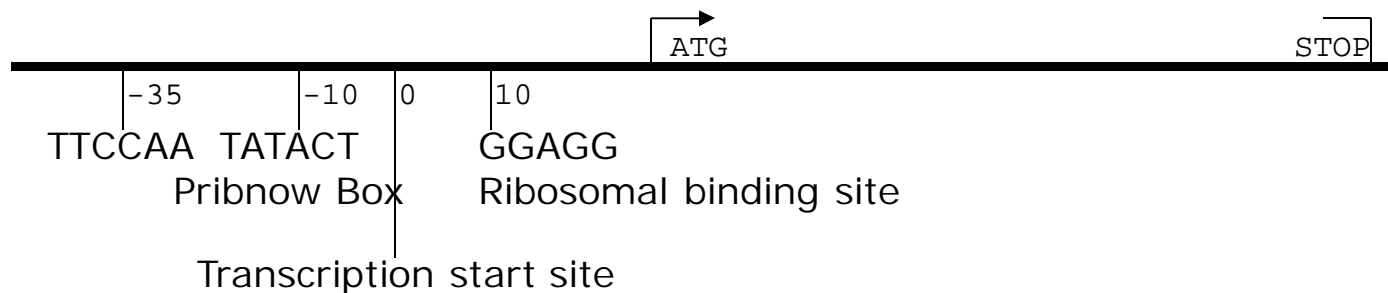 ATG STOP
-35 -10 0 10
TTCCAA TATACT GGAGG
Pribnow Box Ribosomal binding site
Transcription start site